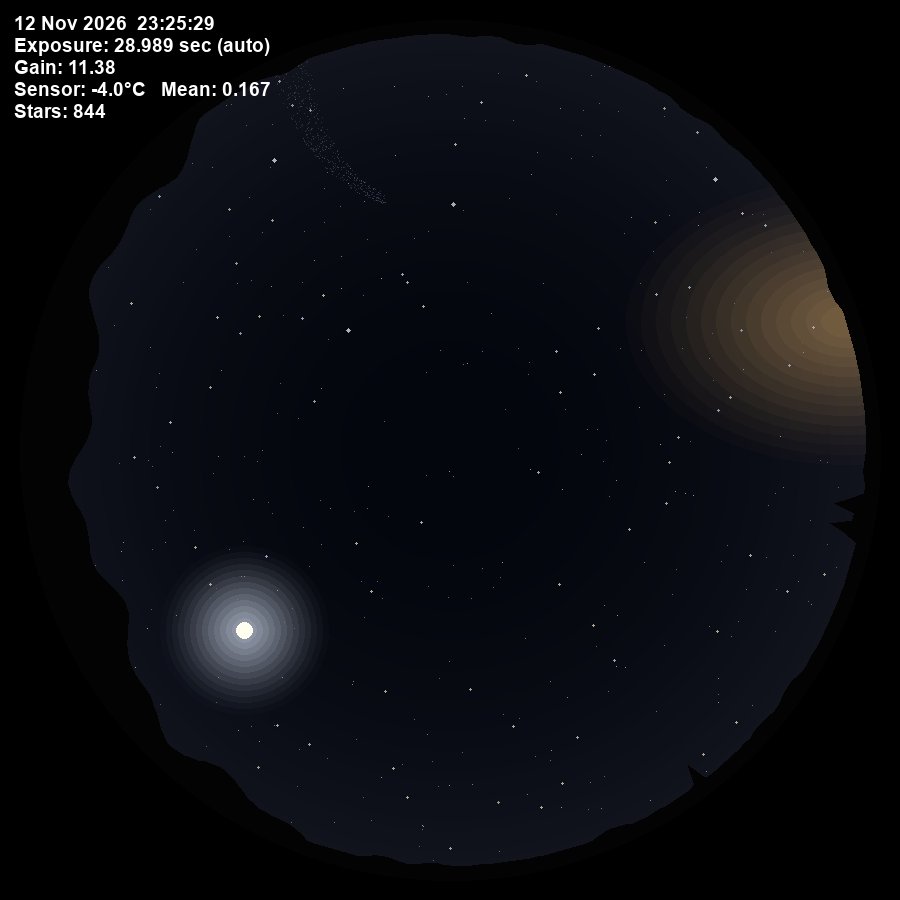 12 Nov 2026  23:25:29
Exposure: 28.989 sec (auto)
Gain: 11.38
Sensor: -4.0°C   Mean: 0.167
Stars: 844